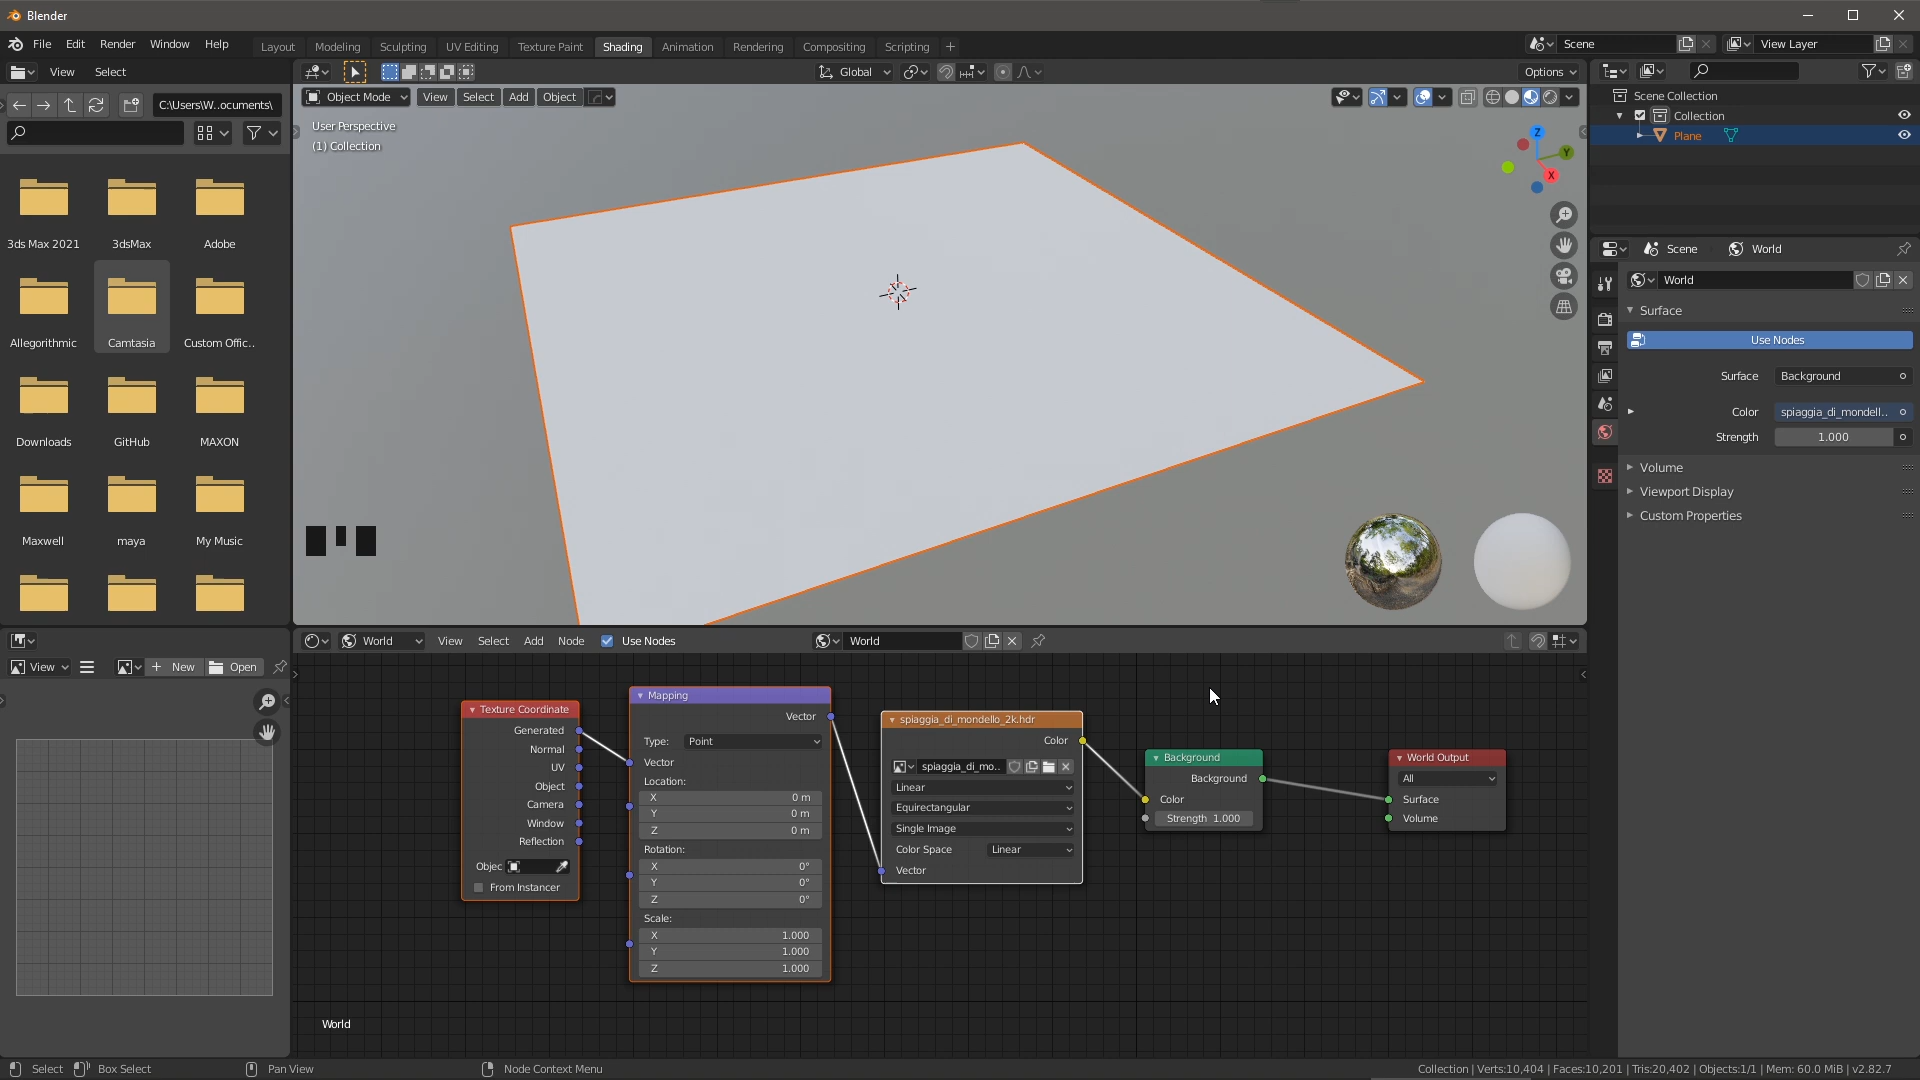 Blender
File Edit Render Window Help Layout Modeling Sculpting UV Editing Texture Paint Shading Animation Rendering Compositing Scripting + Scene View Layer
View Select
Global
Options
C:\Users\W..ocuments\
Object Mode View Select Add Object
Scene Collection
Collection
Plane
User Perspective
(1) Collection
Z
Y
X
3ds Max 2021 3dsMax Adobe
Allegorithmic Camtasia Custom Offic..
Downloads GitHub MAXON
Maxwell maya My Music
Scene World
World
Surface
Use Nodes
Surface Background
Color spiaggia_di_mondell..
Strength 1.000
Volume
Viewport Display
Custom Properties
View + New Open
World View Select Add Node Use Nodes World
Texture Coordinate
Generated
Normal
UV
Object
Camera
Window
Reflection
Objec
From Instancer
Mapping
Vector
Type: Point
Vector
Location:
X 0 m
Y 0 m
Z 0 m
Rotation:
X 0°
Y 0°
Z 0°
Scale:
X 1.000
Y 1.000
Z 1.000
spiaggia_di_mondello_2k.hdr
Color
spiaggia_di_mo..
Linear
Equirectangular
Single Image
Color Space Linear
Vector
Background
Background
Color
Strength 1.000
World Output
All
Surface
Volume
World
Select Box Select Pan View Node Context Menu Collection | Verts:10,404 | Faces:10,201 | Tris:20,402 | Objects:1/1 | Mem: 60.0 MiB | v2.82.7